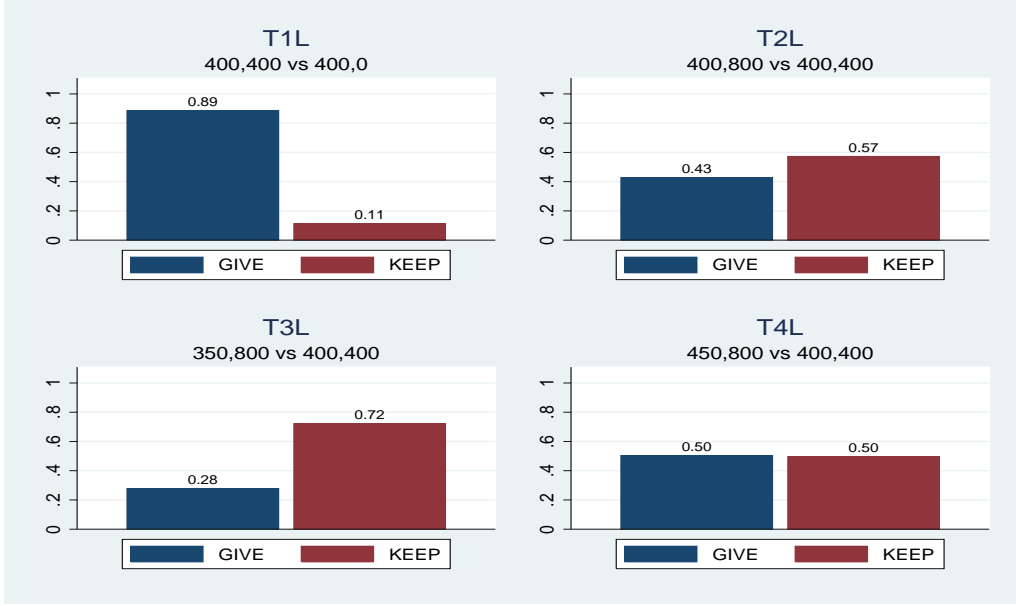 T1L
400,400 vs 400,0
1
.8
.6
.4
.2
0
0.89
0.11
GIVE KEEP
T2L
400,800 vs 400,400
1
.8
.6
.4
.2
0
0.43
0.57
GIVE KEEP
T3L
350,800 vs 400,400
1
.8
.6
.4
.2
0
0.28
0.72
GIVE KEEP
T4L
450,800 vs 400,400
1
.8
.6
.4
.2
0
0.50 0.50
GIVE KEEP